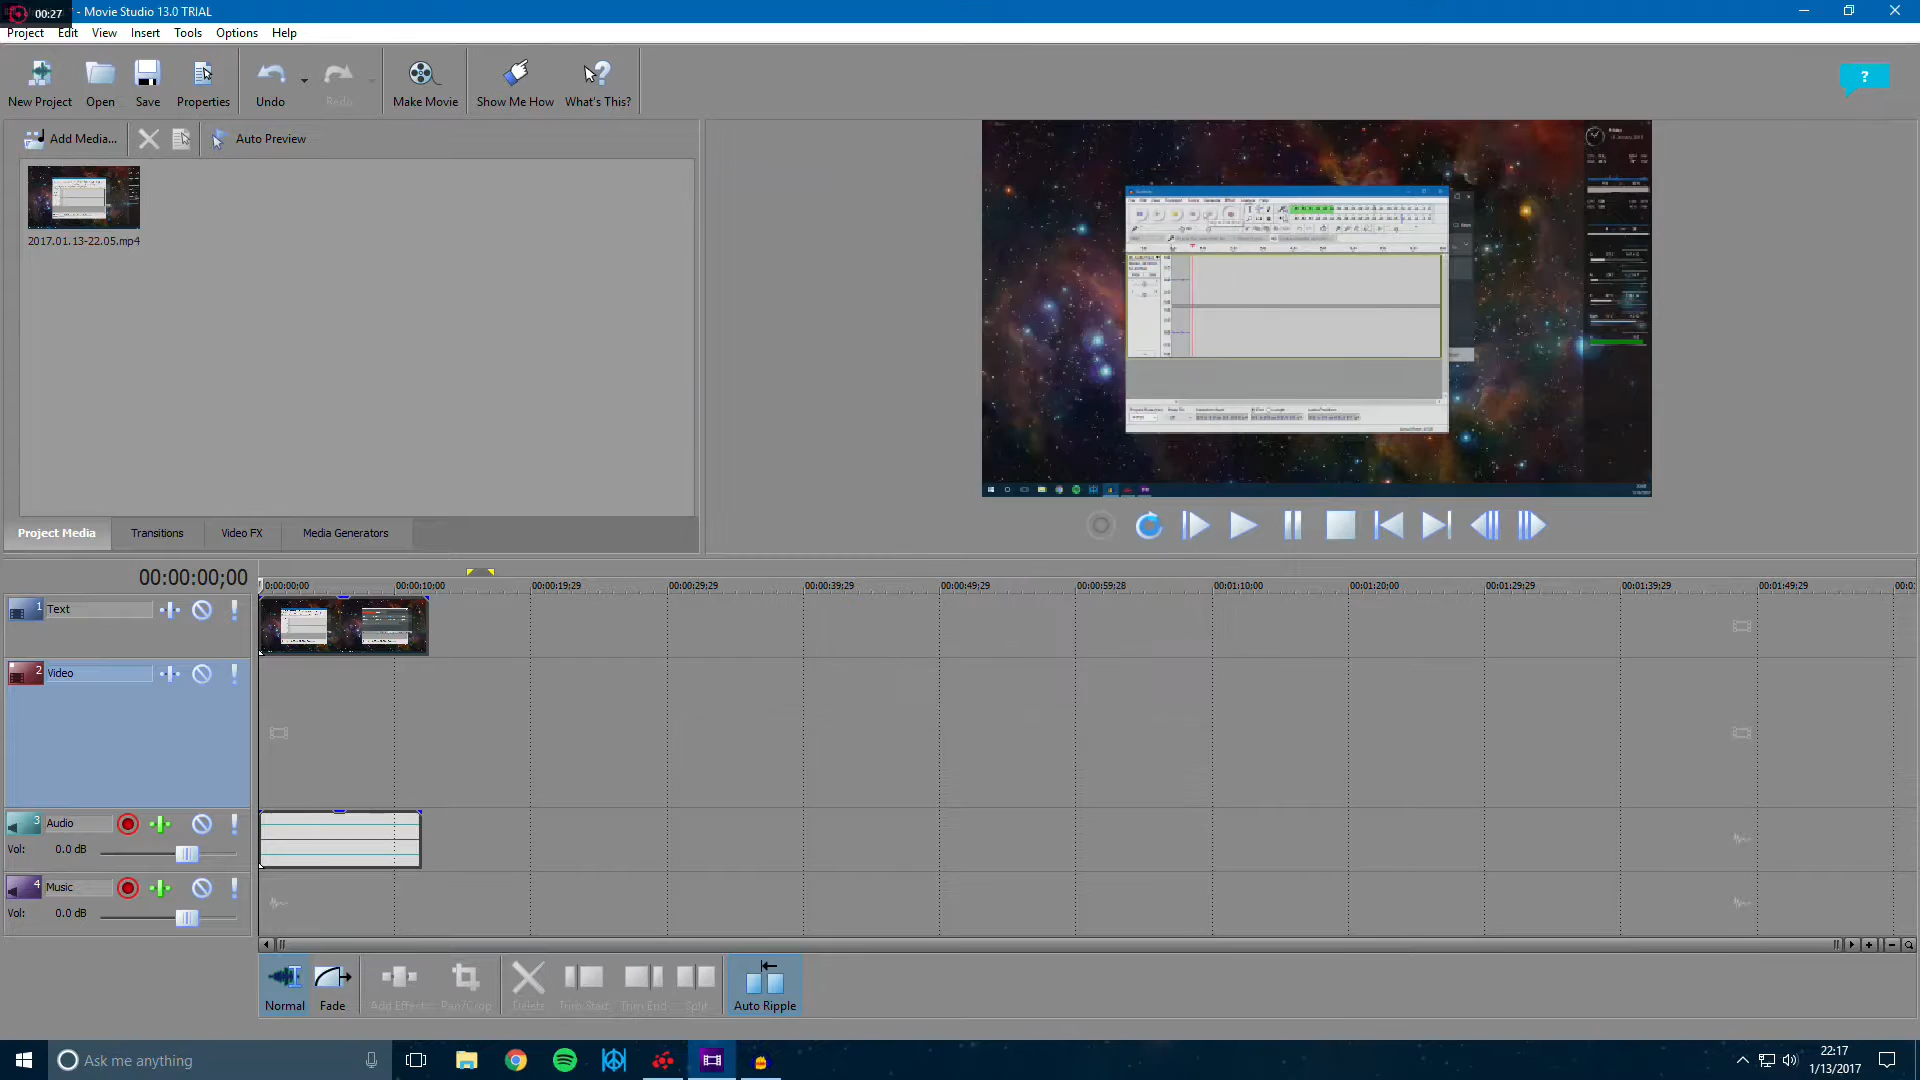 00:27
- Movie Studio 13.0 TRIAL
Project Edit View Insert Tools Options Help
New Project Open Save Properties Undo Redo Make Movie Show Me How What's This?
?
Add Media... Auto Preview
2017.01.13-22.05.mp4
Project Media Transitions Video FX Media Generators
00:00:00;00
0:00:00;00 00:00:10;00 00:00:19;29 00:00:29;29 00:00:39;29 00:00:49;29 00:00:59;28 00:01:10;00 00:01:20;00 00:01:29;29 00:01:39;29 00:01:49;29 00:0
1 Text
2 Video
3 Audio
Vol: 0.0 dB
4 Music
Vol: 0.0 dB
Normal Fade Add Effects Pan/Crop Delete Trim Start Trim End Split Auto Ripple
Ask me anything
22:17
1/13/2017